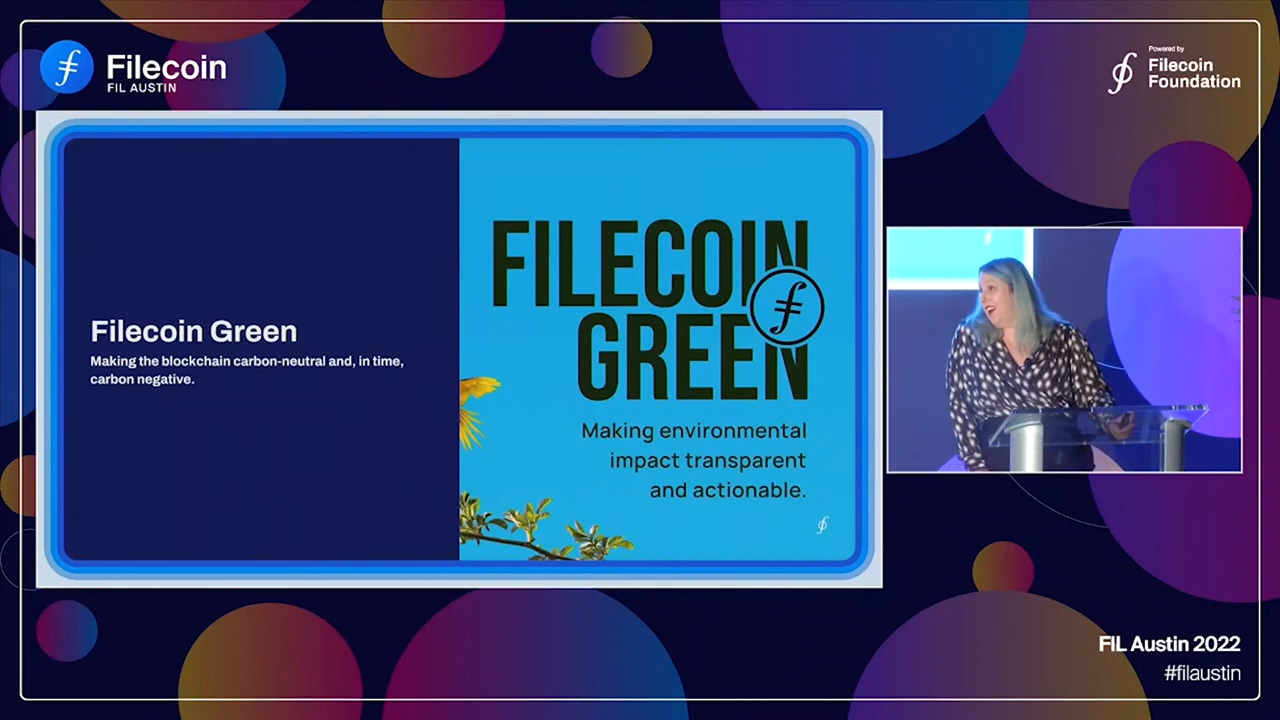 Filecoin
FIL AUSTIN
Powered by
Filecoin
Foundation
Filecoin Green
Making the blockchain carbon-neutral and, in time,
carbon negative.
FILECOIN
GREEN
Making environmental
impact transparent
and actionable.
FIL Austin 2022
#filaustin